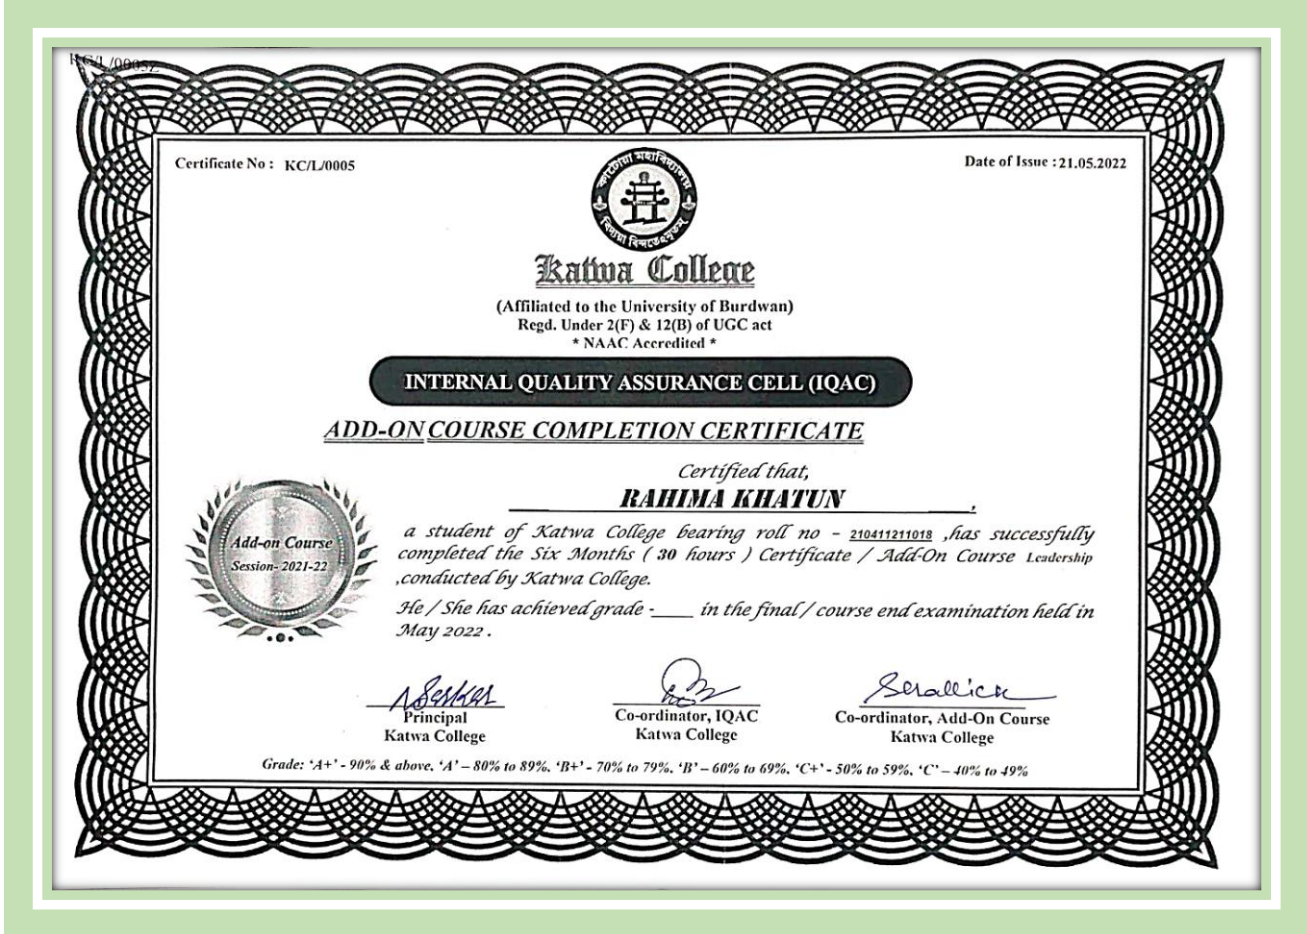 Certificate No : KC/L/0005
Date of Issue : 21.05.2022
কাটোয়া মহাবিদ্যালয়
Katwa College
(Affiliated to the University of Burdwan)
Regd. Under 2(F) & 12(B) of UGC act
* NAAC Accredited *
INTERNAL QUALITY ASSURANCE CELL (IQAC)
ADD-ON COURSE COMPLETION CERTIFICATE
Certified that,
RAHIMA KHATUN ,
a student of Katwa College bearing roll no - 210411211018 ,has successfully
completed the Six Months ( 30 hours ) Certificate / Add-On Course Leadership
,conducted by Katwa College.
He / She has achieved grade -____ in the final / course end examination held in
May 2022 .
Add-on Course
Session- 2021-22
Principal
Katwa College
Co-ordinator, IQAC
Katwa College
Co-ordinator, Add-On Course
Katwa College
Grade: 'A+' - 90% & above, 'A' – 80% to 89%, 'B+' - 70% to 79%, 'B' – 60% to 69%, 'C+' - 50% to 59%, 'C' – 40% to 49%